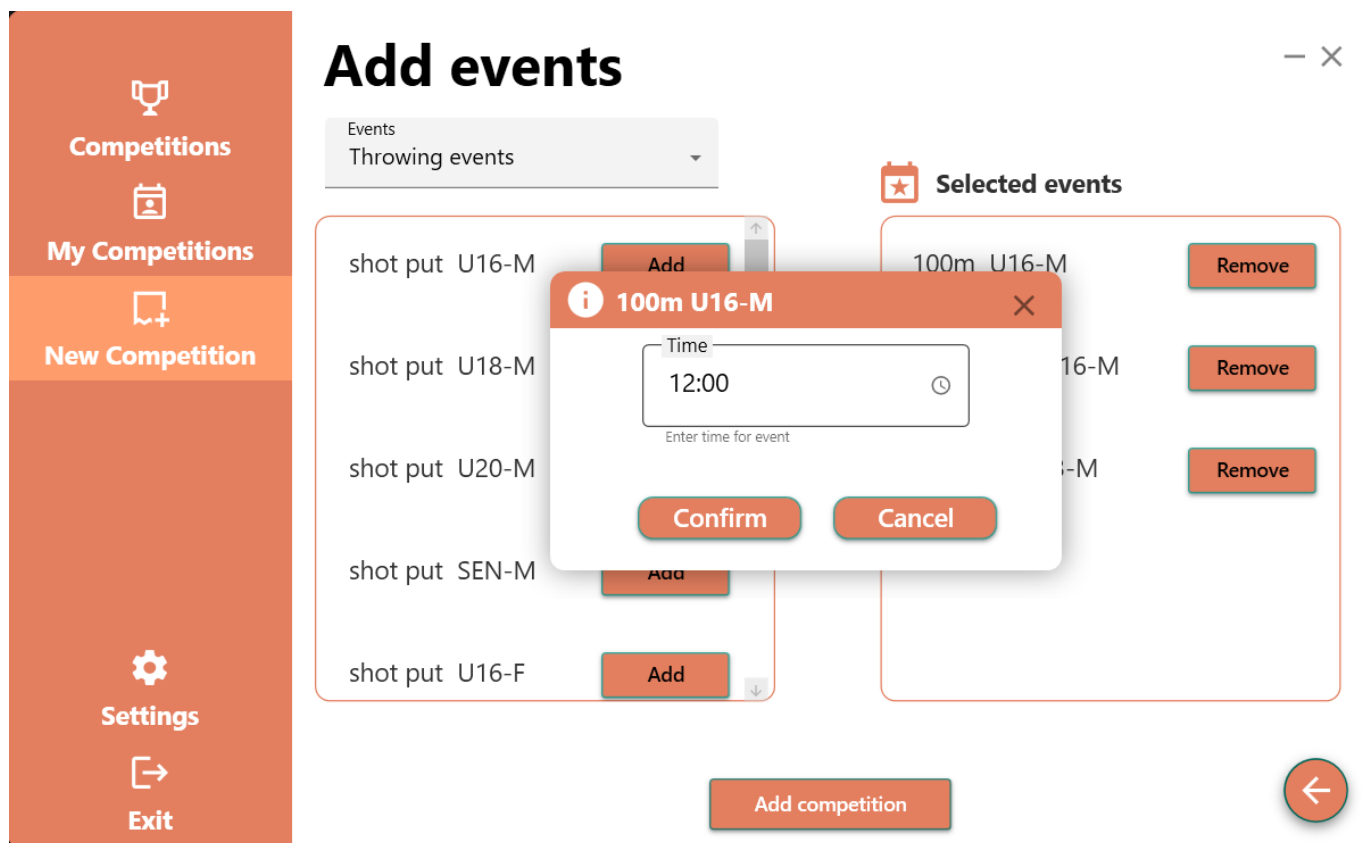 Competitions
My Competitions
New Competition
Settings
Exit
Add events
Events
Throwing events
Selected events
shot put U16-M Add
shot put U18-M
shot put U20-M
shot put SEN-M Add
shot put U16-F Add
100m U16-M Remove
16-M Remove
-M Remove
100m U16-M
Time
12:00
Enter time for event
Confirm Cancel
Add competition